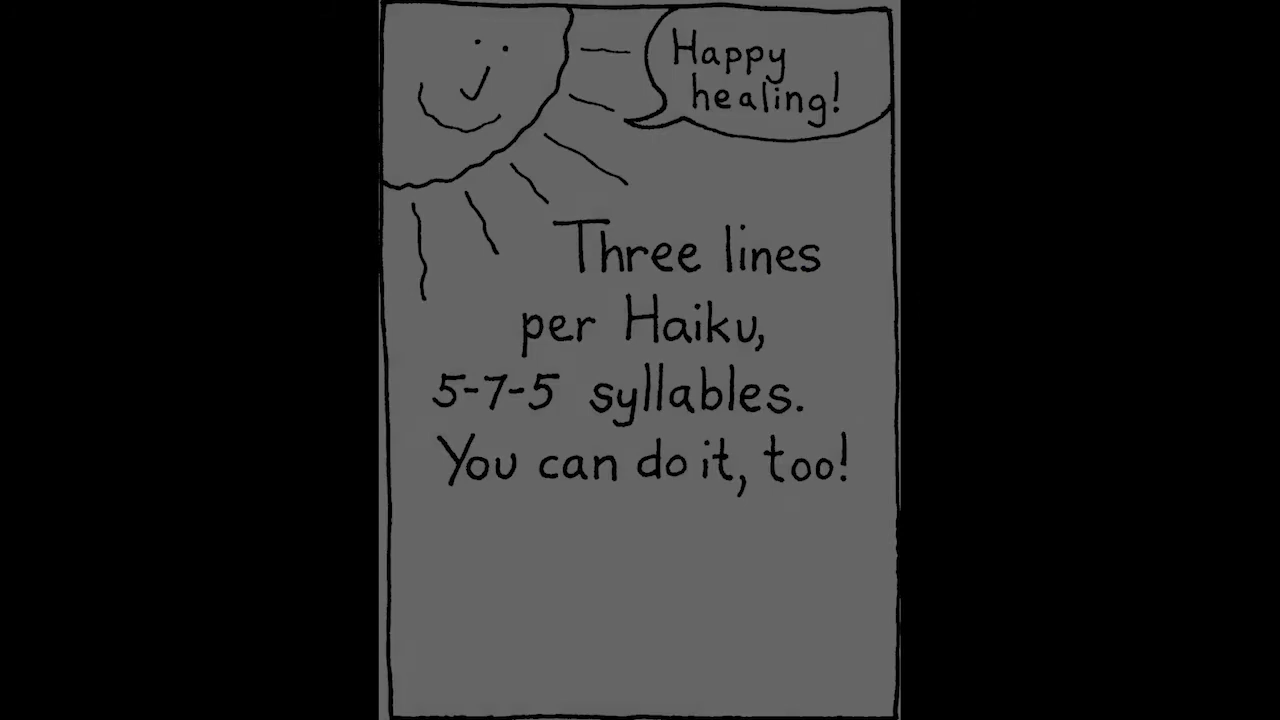 Happy
healing!
Three lines
per Haiku,
5-7-5 syllables.
You can do it, too!